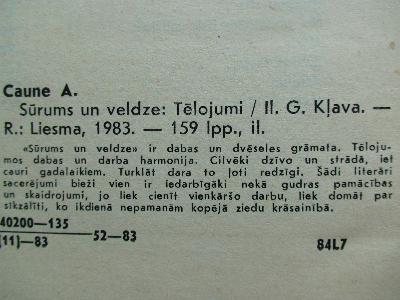 Caune A.
Sūrums un veldze: Tēlojumi / Il. G. Kļava. —
R.: Liesma, 1983. — 159 lpp., il.
«Sūrums un veldze» ir dabas un dvēseles grāmata. Tēloju-
mos dabas un darba harmonija. Cilvēki dzīvo un strādā, iet
cauri gadalaikiem. Turklāt dara to ļoti redzīgi. Šādi literāri
sacerējumi bieži vien ir iedarbīgāki nekā gudras pamācības
un skaidrojumi, jo liek cienīt vienkāršo darbu, liek domāt par
sīkzālīti, ko ikdienā nepamanām kopējā ziedu krāsainībā.
40200—135
(11)—83
52—83
84L7